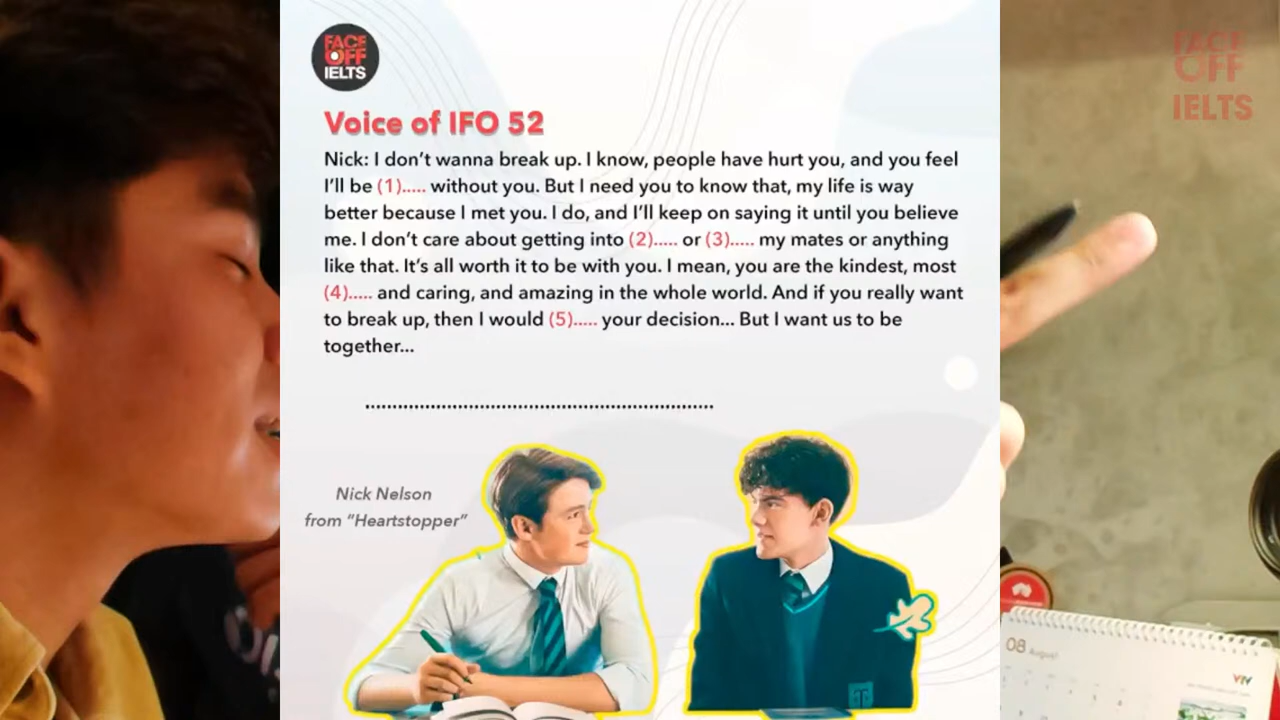 FACE
OFF
IELTS
FACE
OFF
IELTS
Voice of IFO 52
Nick: I don't wanna break up. I know, people have hurt you, and you feel
I'll be (1)..... without you. But I need you to know that, my life is way
better because I met you. I do, and I'll keep on saying it until you believe
me. I don't care about getting into (2)..... or (3)..... my mates or anything
like that. It's all worth it to be with you. I mean, you are the kindest, most
(4)..... and caring, and amazing in the whole world. And if you really want
to break up, then I would (5)..... your decision... But I want us to be
together...
................................................................
Nick Nelson
from "Heartstopper"
08 August
VTV